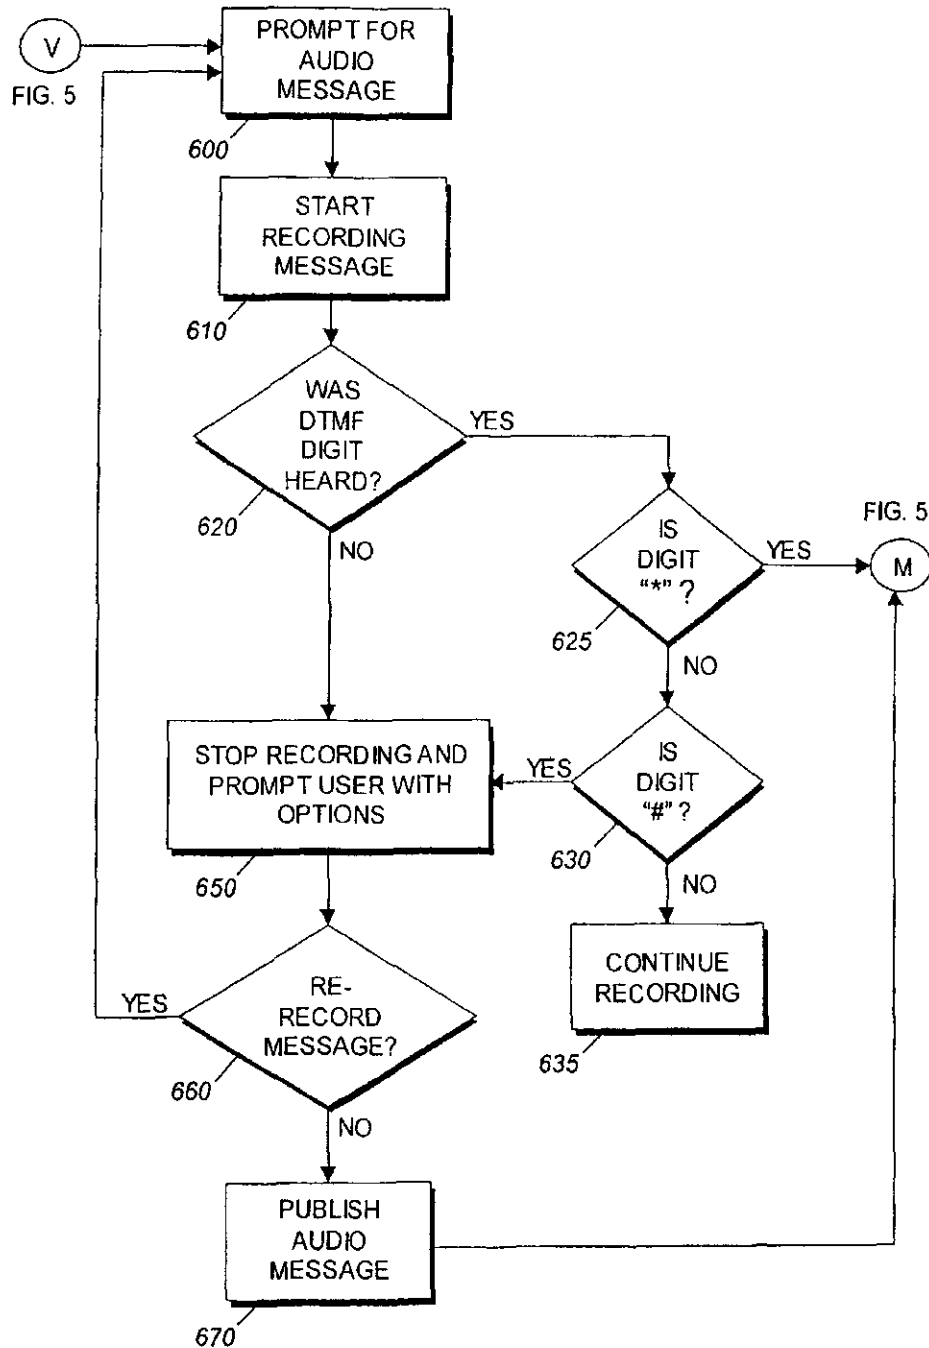 V
FIG. 5
PROMPT FOR
AUDIO
MESSAGE
600
START
RECORDING
MESSAGE
610
WAS
DTMF
DIGIT
HEARD?
620
YES
NO
IS
DIGIT
"*" ?
625
YES
NO
FIG. 5
M
IS
DIGIT
"#" ?
630
YES
NO
CONTINUE
RECORDING
635
STOP RECORDING AND
PROMPT USER WITH
OPTIONS
650
RE-
RECORD
MESSAGE?
660
YES
NO
PUBLISH
AUDIO
MESSAGE
670